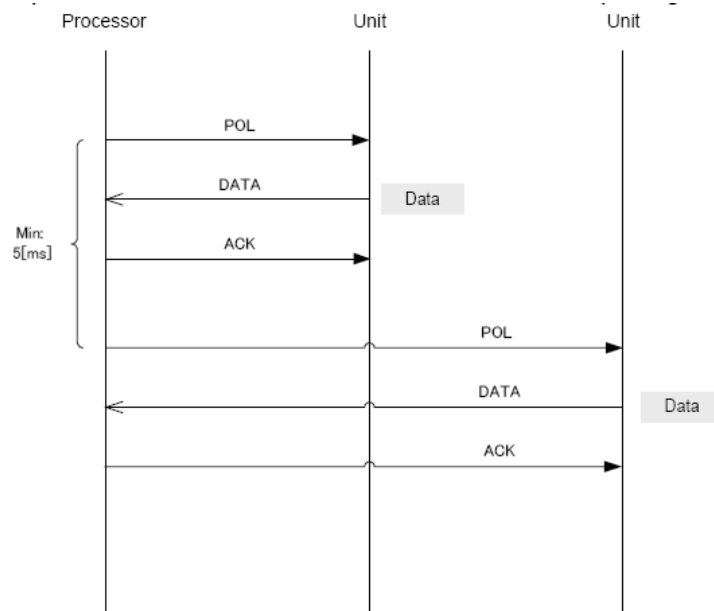 Processor Unit Unit
POL
DATA
Data
Min:
5[ms]
ACK
POL
DATA
Data
ACK